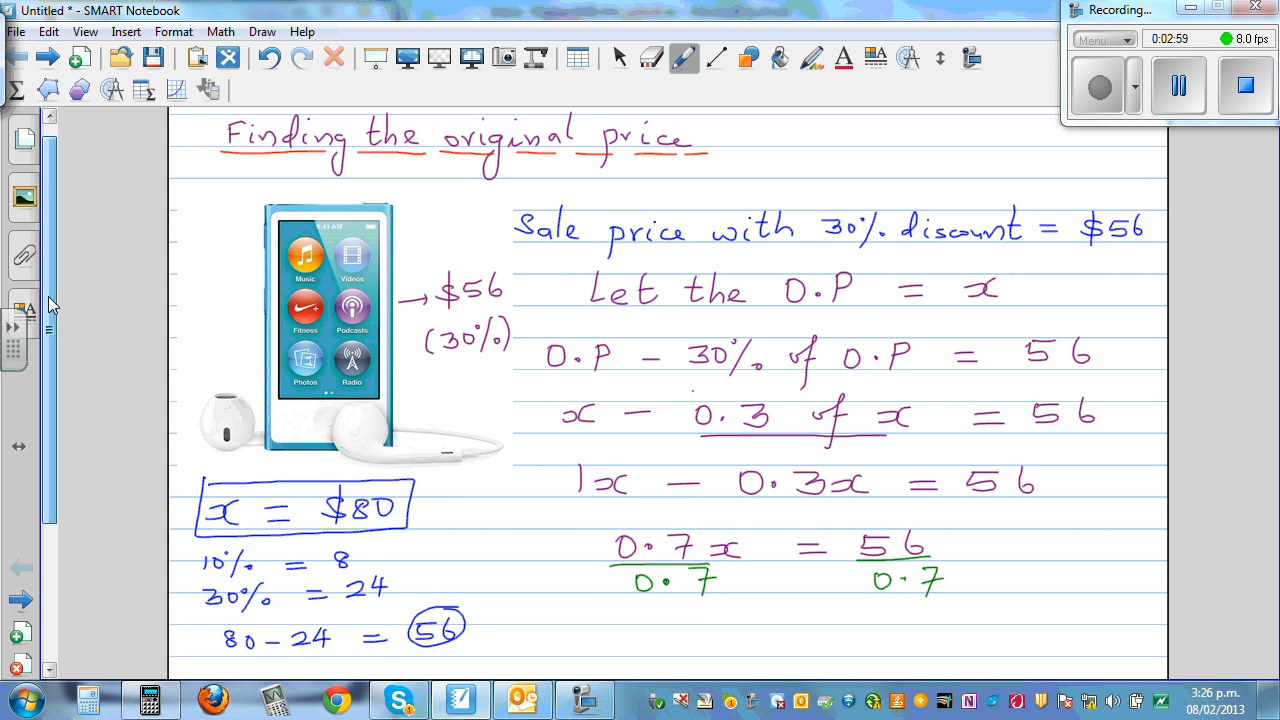 Untitled * - SMART Notebook
Recording...
File Edit View Insert Format Math Draw Help
Menu
0:02:59
8.0 fps
Finding the original price
Sale price with 30% discount = $56
9:41 AM
Music
Videos
Fitness
Podcasts
Photos
Radio
→ $56
(30%)
Let the O.P = x
O.P - 30% of O.P = 56
x - 0.3 of x = 56
1x - 0.3x = 56
0.7x = 56
0.7 0.7
x = $80
10% = 8
30% = 24
80 - 24 = 56
3:26 p.m.
08/02/2013